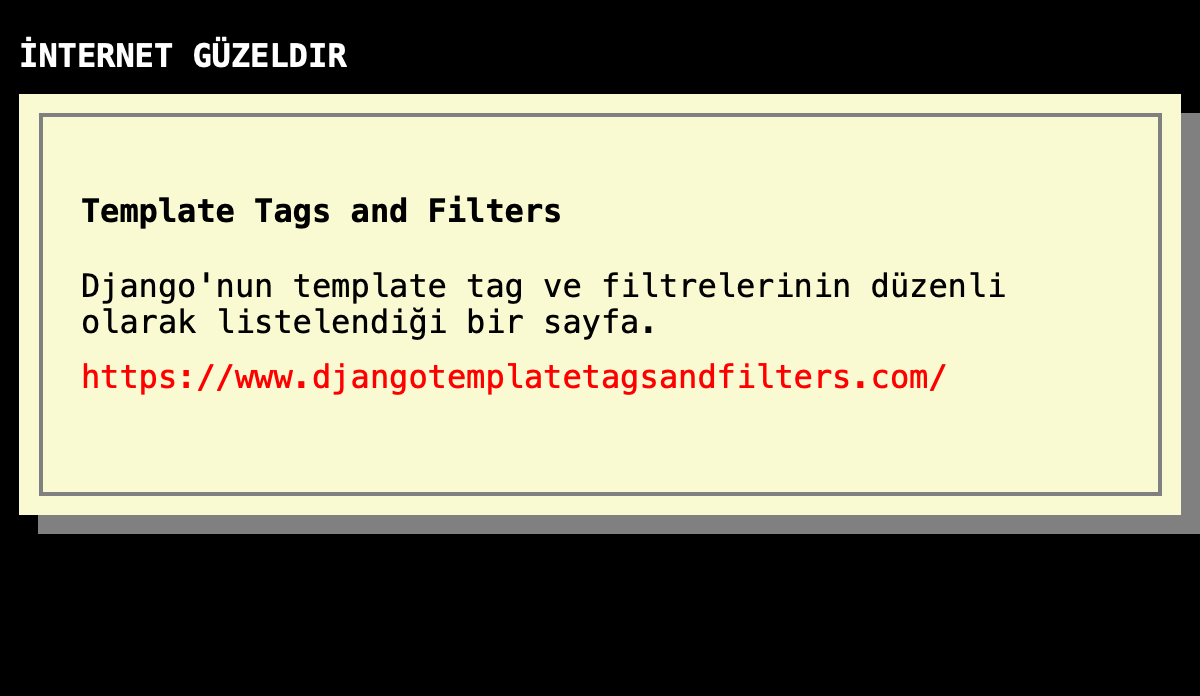 İNTERNET GÜZELDIR
Template Tags and Filters
Django'nun template tag ve filtrelerinin düzenli
olarak listelendiği bir sayfa.
https://www.djangotemplatetagsandfilters.com/